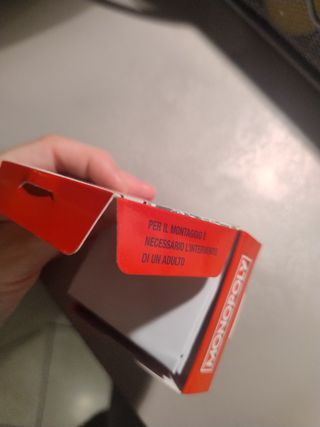 PER IL MONTAGGIO È
NECESSARIO L'INTERVENTO
DI UN ADULTO
MONOPOLY